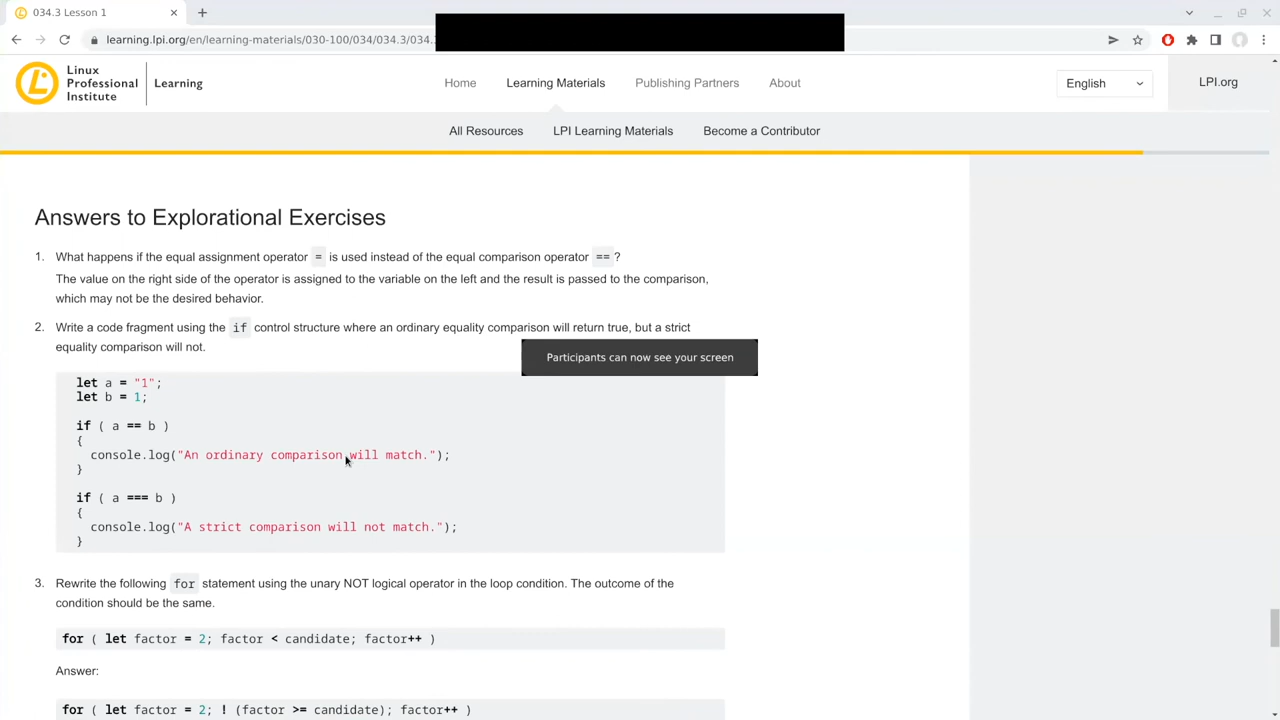 034.3 Lesson 1
learning.lpi.org/en/learning-materials/030-100/034/034.3/034.
Linux
Professional
Institute
Learning
Home
Learning Materials
Publishing Partners
About
English
LPI.org
All Resources
LPI Learning Materials
Become a Contributor
Answers to Explorational Exercises
1. What happens if the equal assignment operator = is used instead of the equal comparison operator == ?
The value on the right side of the operator is assigned to the variable on the left and the result is passed to the comparison,
which may not be the desired behavior.
2. Write a code fragment using the if control structure where an ordinary equality comparison will return true, but a strict
equality comparison will not.
Participants can now see your screen
let a = "1";
let b = 1;
if ( a == b )
{
console.log("An ordinary comparison will match.");
}
if ( a === b )
{
console.log("A strict comparison will not match.");
}
3. Rewrite the following for statement using the unary NOT logical operator in the loop condition. The outcome of the
condition should be the same.
for ( let factor = 2; factor < candidate; factor++ )
Answer:
for ( let factor = 2; ! (factor >= candidate); factor++ )